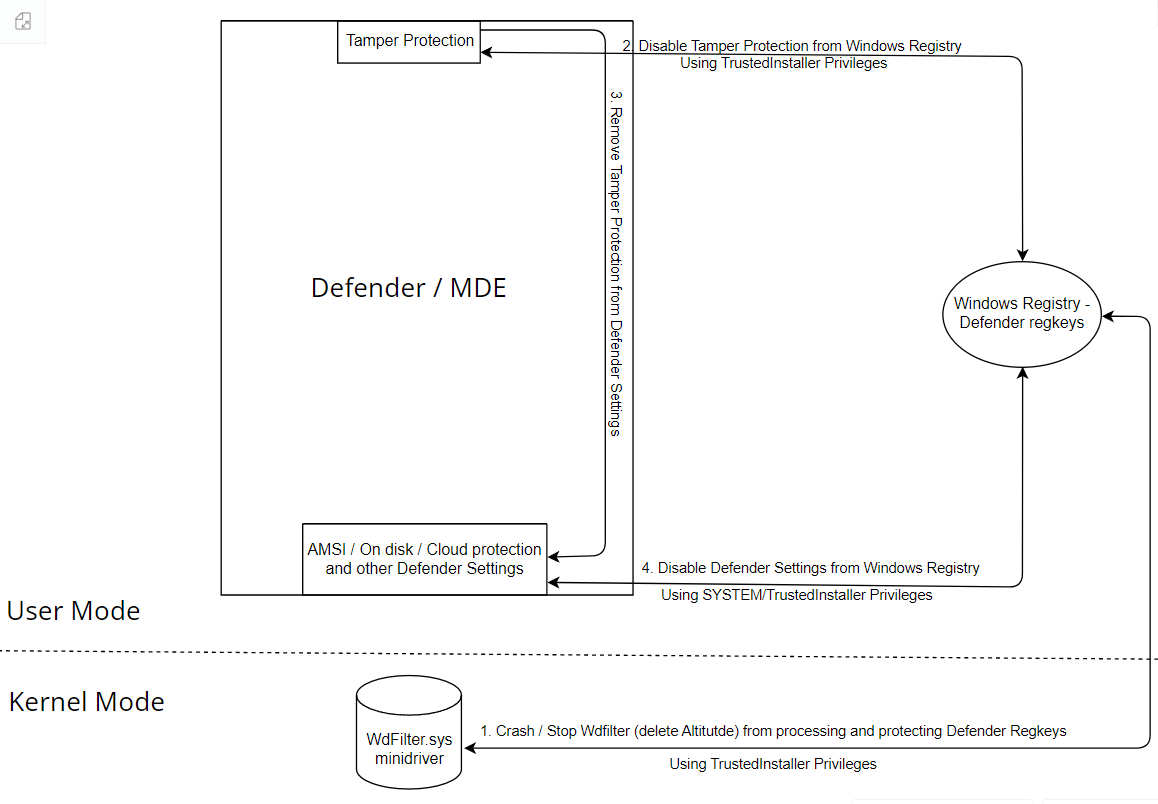 Tamper Protection
2. Disable Tamper Protection from Windows Registry
Using TrustedInstaller Privileges
3. Remove Tamper Protection from Defender Settings
Defender / MDE
Windows Registry -
Defender regkeys
AMSI / On disk / Cloud protection
and other Defender Settings
4. Disable Defender Settings from Windows Registry
Using SYSTEM/TrustedInstaller Privileges
User Mode
Kernel Mode
WdFilter.sys
minidriver
1. Crash / Stop Wdfilter (delete Altitutde) from processing and protecting Defender Regkeys
Using TrustedInstaller Privileges